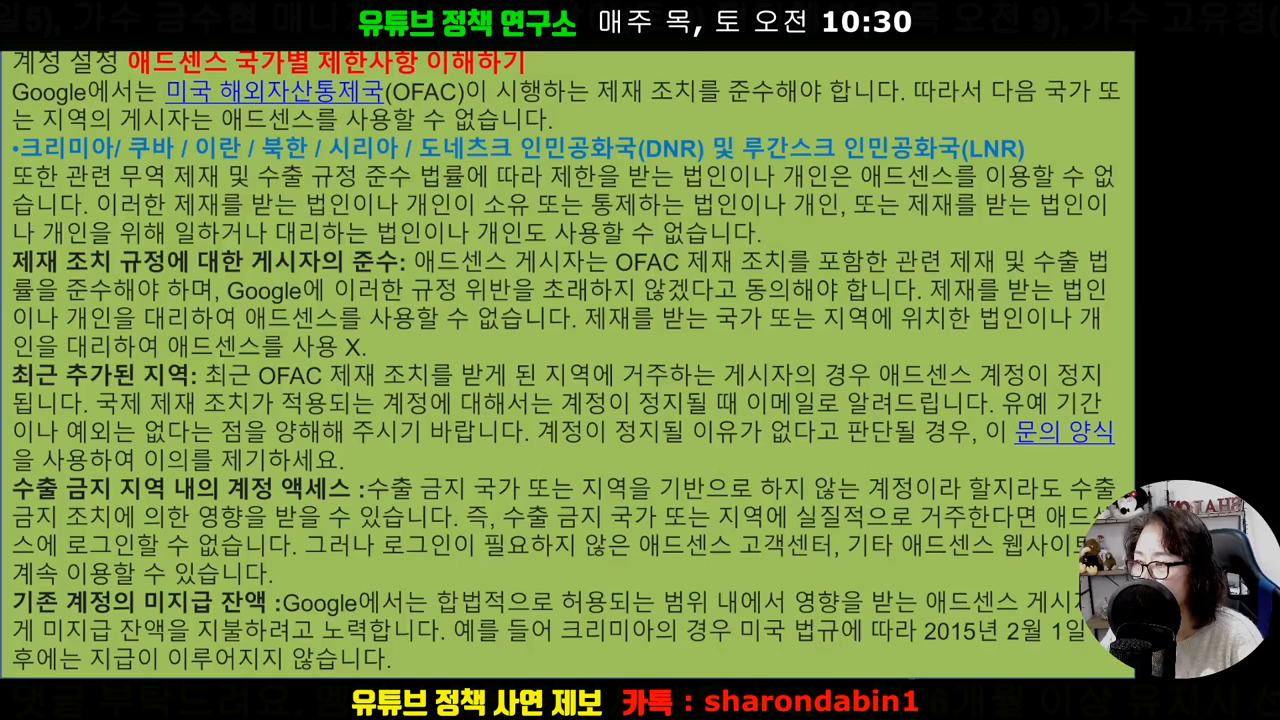 유튜브 정책 연구소 매주 목, 토 오전 10:30
계정 설정 애드센스 국가별 제한사항 이해하기
Google에서는 미국 해외자산통제국(OFAC)이 시행하는 제재 조치를 준수해야 합니다. 따라서 다음 국가 또
는 지역의 게시자는 애드센스를 사용할 수 없습니다.
•크리미아/ 쿠바 / 이란 / 북한 / 시리아 / 도네츠크 인민공화국(DNR) 및 루간스크 인민공화국(LNR)
또한 관련 무역 제재 및 수출 규정 준수 법률에 따라 제한을 받는 법인이나 개인은 애드센스를 이용할 수 없
습니다. 이러한 제재를 받는 법인이나 개인이 소유 또는 통제하는 법인이나 개인, 또는 제재를 받는 법인이
나 개인을 위해 일하거나 대리하는 법인이나 개인도 사용할 수 없습니다.
제재 조치 규정에 대한 게시자의 준수: 애드센스 게시자는 OFAC 제재 조치를 포함한 관련 제재 및 수출 법
률을 준수해야 하며, Google에 이러한 규정 위반을 초래하지 않겠다고 동의해야 합니다. 제재를 받는 법인
이나 개인을 대리하여 애드센스를 사용할 수 없습니다. 제재를 받는 국가 또는 지역에 위치한 법인이나 개
인을 대리하여 애드센스를 사용 X.
최근 추가된 지역: 최근 OFAC 제재 조치를 받게 된 지역에 거주하는 게시자의 경우 애드센스 계정이 정지
됩니다. 국제 제재 조치가 적용되는 계정에 대해서는 계정이 정지될 때 이메일로 알려드립니다. 유예 기간
이나 예외는 없다는 점을 양해해 주시기 바랍니다. 계정이 정지될 이유가 없다고 판단될 경우, 이 문의 양식
을 사용하여 이의를 제기하세요.
수출 금지 지역 내의 계정 액세스 :수출 금지 국가 또는 지역을 기반으로 하지 않는 계정이라 할지라도 수출
금지 조치에 의한 영향을 받을 수 있습니다. 즉, 수출 금지 국가 또는 지역에 실질적으로 거주한다면 애드
스에 로그인할 수 없습니다. 그러나 로그인이 필요하지 않은 애드센스 고객센터, 기타 애드센스 웹사이
계속 이용할 수 있습니다.
기존 계정의 미지급 잔액 :Google에서는 합법적으로 허용되는 범위 내에서 영향을 받는 애드센스 게시
게 미지급 잔액을 지불하려고 노력합니다. 예를 들어 크리미아의 경우 미국 법규에 따라 2015년 2월 1일
후에는 지급이 이루어지지 않습니다.
유튜브 정책 사연 제보 카톡 : sharondabin1